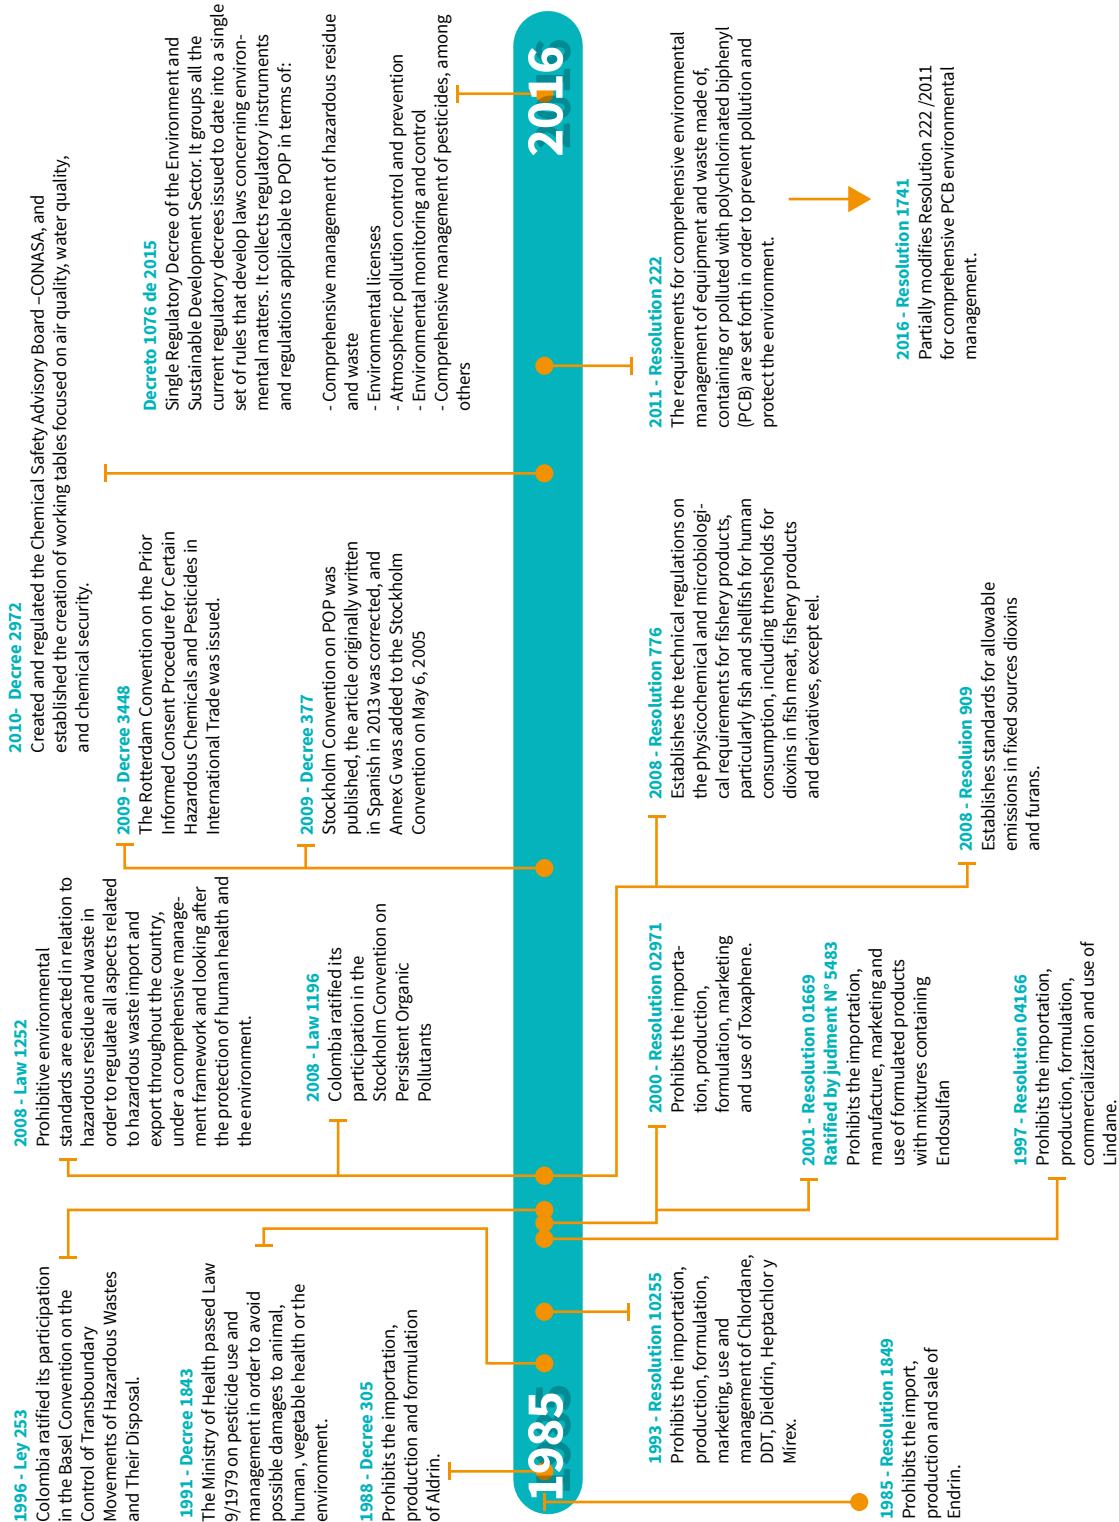 1985
2016
1996 - Ley 253
Colombia ratified its participation
in the Basel Convention on the
Control of Transboundary
Movements of Hazardous Wastes
and Their Disposal.
1991 - Decree 1843
The Ministry of Health passed Law
9/1979 on pesticide use and
management in order to avoid
possible damages to animal,
human, vegetable health or the
environment.
1988 - Decree 305
Prohibits the importation,
production and formulation
of Aldrin.
2008 - Law 1252
Prohibitive environmental
standards are enacted in relation to
hazardous residue and waste in
order to regulate all aspects related
to hazardous waste import and
export throughout the country,
under a comprehensive manage-
ment framework and looking after
the protection of human health and
the environment.
2008 - Law 1196
Colombia ratified its
participation in the
Stockholm Convention on
Persistent Organic
Pollutants
2010- Decree 2972
Created and regulated the Chemical Safety Advisory Board –CONASA, and
established the creation of working tables focused on air quality, water quality,
and chemical security.
2009 - Decree 3448
The Rotterdam Convention on the Prior
Informed Consent Procedure for Certain
Hazardous Chemicals and Pesticides in
International Trade was issued.
2009 - Decree 377
Stockholm Convention on POP was
published, the article originally written
in Spanish in 2013 was corrected, and
Annex G was added to the Stockholm
Convention on May 6, 2005
Decreto 1076 de 2015
Single Regulatory Decree of the Environment and
Sustainable Development Sector. It groups all the
current regulatory decrees issued to date into a single
set of rules that develop laws concerning environ-
mental matters. It collects regulatory instruments
and regulations applicable to POP in terms of:
- Comprehensive management of hazardous residue
and waste
- Environmental licenses
- Atmospheric pollution control and prevention
- Environmental monitoring and control
- Comprehensive management of pesticides, among
others
1985 - Resolution 1849
Prohibits the import,
production and sale of
Endrin.
1993 - Resolution 10255
Prohibits the importation,
production, formulation,
marketing, use and
management of Chlordane,
DDT, Dieldrin, Heptachlor y
Mirex.
1997 - Resolution 04166
Prohibits the importation,
production, formulation,
commercialization and use of
Lindane.
2000 - Resolution 02971
Prohibits the importa-
tion, production,
formulation, marketing
and use of Toxaphene.
2001 - Resolution 01669
Ratified by judgment N° 5483
Prohibits the importation,
manufacture, marketing and
use of formulated products
with mixtures containing
Endosulfan
2008 - Resolution 776
Establishes the technical regulations on
the physicochemical and microbiologi-
cal requirements for fishery products,
particularly fish and shellfish for human
consumption, including thresholds for
dioxins in fish meat, fishery products
and derivatives, except eel.
2008 - Resoluion 909
Establishes standards for allowable
emissions in fixed sources dioxins
and furans.
2011 - Resolution 222
The requirements for comprehensive environmental
management of equipment and waste made of,
containing or polluted with polychlorinated biphenyl
(PCB) are set forth in order to prevent pollution and
protect the environment.
2016 - Resolution 1741
Partially modifies Resolution 222 /2011
for comprehensive PCB environmental
management.